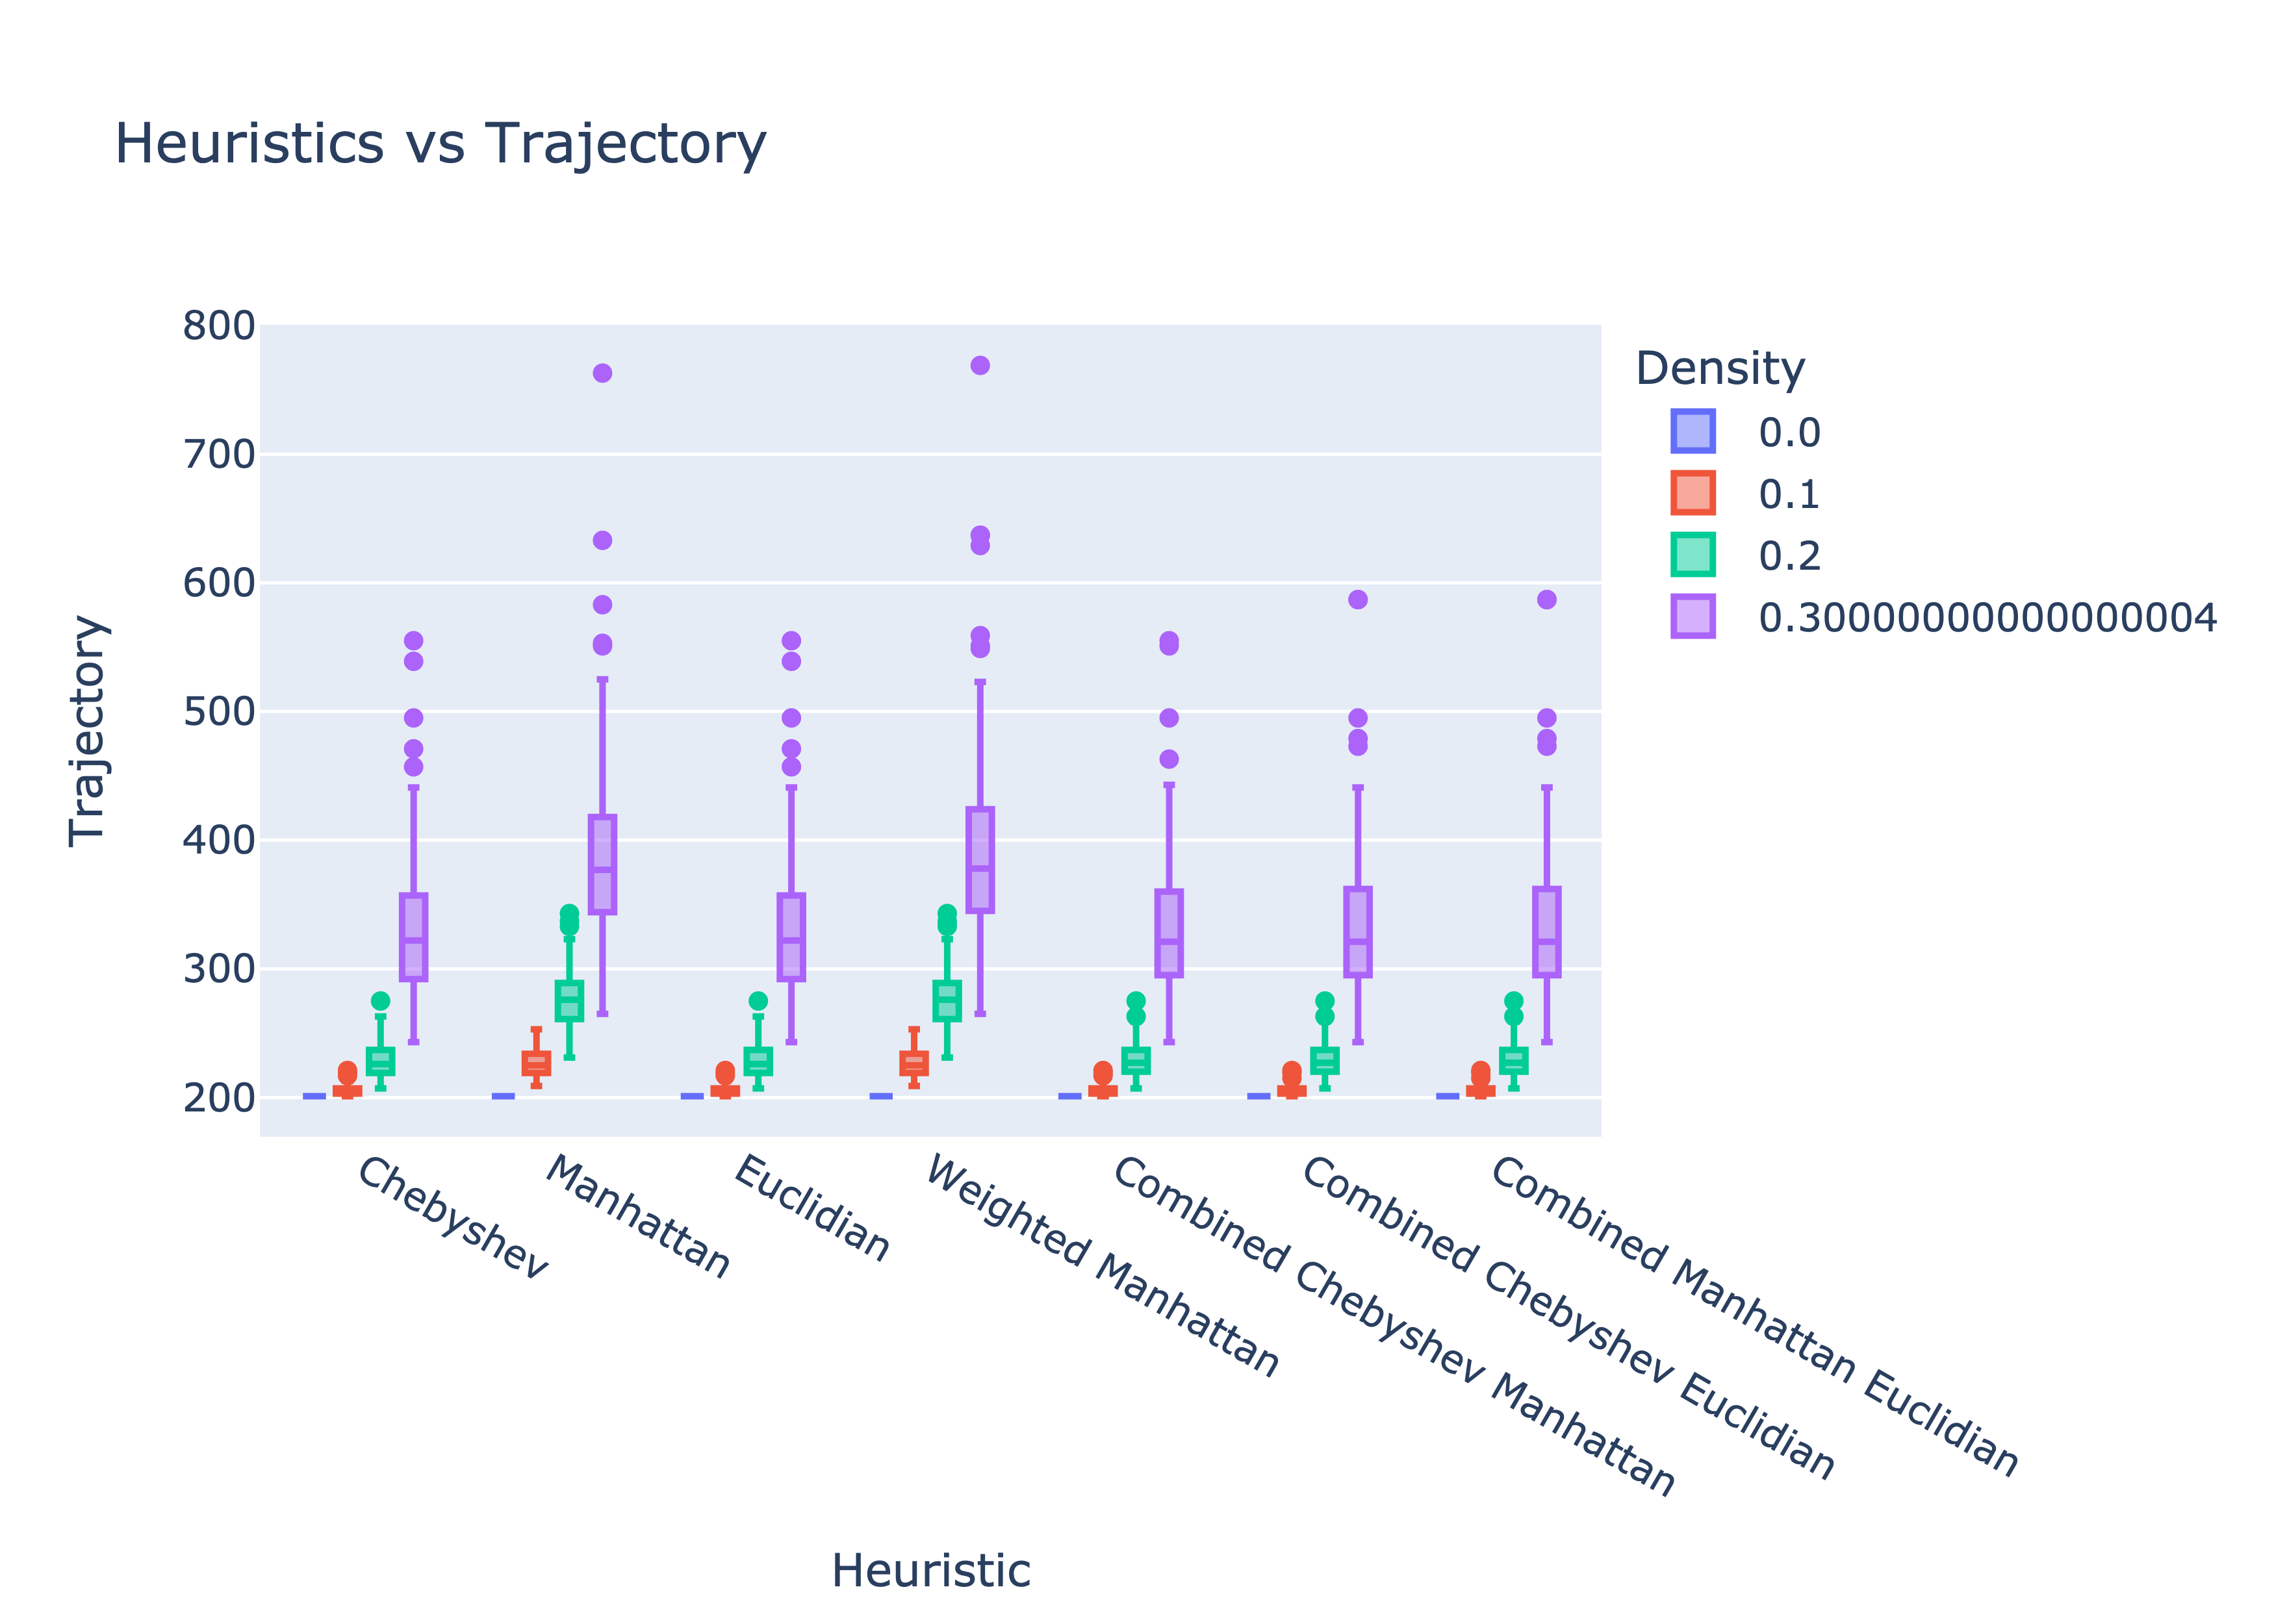 Heuristics vs Trajectory
800
700
600
500
400
300
200
Trajectory
Density
0.0
0.1
0.2
0.30000000000000004
Chebyshev
Manhattan
Euclidian
Weighted Manhattan
Combined Chebyshev Manhattan
Combined Chebyshev Euclidian
Combined Manhattan Euclidian
Heuristic